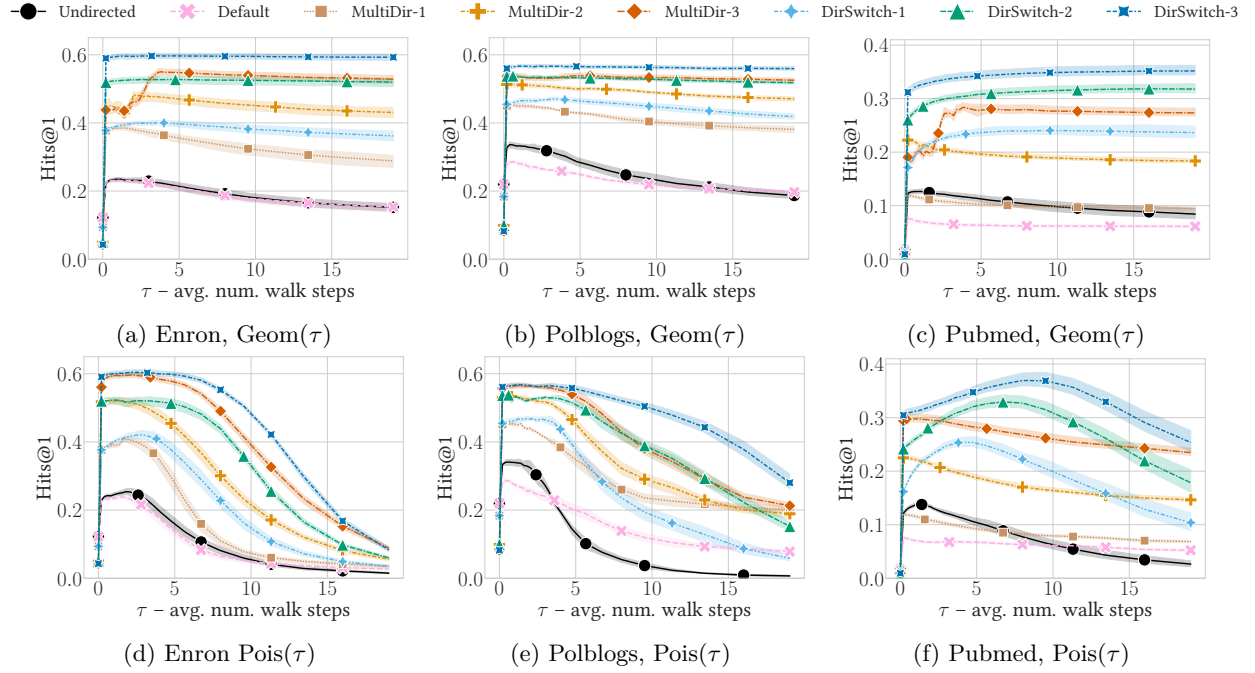 Undirected Default MultiDir-1 MultiDir-2 MultiDir-3 DirSwitch-1 DirSwitch-2 DirSwitch-3
Hits@1
0.6
0.4
0.2
0.0
0 5 10 15
τ – avg. num. walk steps
(a) Enron, Geom(τ)
Hits@1
0.6
0.4
0.2
0.0
0 5 10 15
τ – avg. num. walk steps
(b) Polblogs, Geom(τ)
Hits@1
0.4
0.3
0.2
0.1
0.0
0 5 10 15
τ – avg. num. walk steps
(c) Pubmed, Geom(τ)
Hits@1
0.6
0.4
0.2
0.0
0 5 10 15
τ – avg. num. walk steps
(d) Enron Pois(τ)
Hits@1
0.6
0.4
0.2
0.0
0 5 10 15
τ – avg. num. walk steps
(e) Polblogs, Pois(τ)
Hits@1
0.4
0.3
0.2
0.1
0.0
0 5 10 15
τ – avg. num. walk steps
(f) Pubmed, Pois(τ)